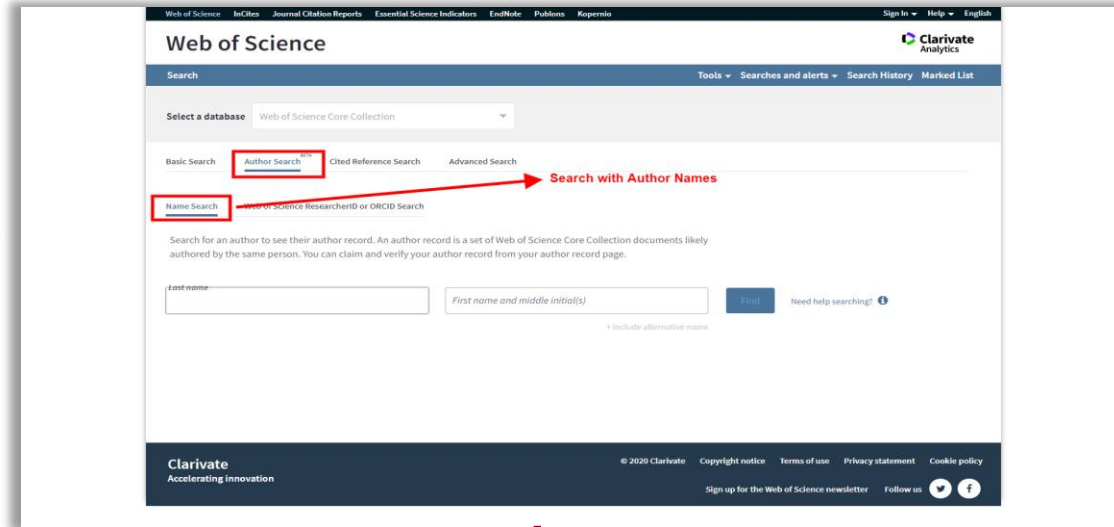 Web of Science InCites Journal Citation Reports Essential Science Indicators EndNote Publons Kopernio Sign In Help English
Web of Science
Clarivate
Analytics
Search Tools Searches and alerts Search History Marked List
Select a database Web of Science Core Collection
Basic Search Author Search BETA Cited Reference Search Advanced Search
Search with Author Names
Name Search Web of Science ResearcherID or ORCID Search
Search for an author to see their author record. An author record is a set of Web of Science Core Collection documents likely
authored by the same person. You can claim and verify your author record from your author record page.
Last name
First name and middle initial(s) Find Need help searching?
+ Include alternative name
Clarivate
Accelerating innovation
© 2020 Clarivate Copyright notice Terms of use Privacy statement Cookie policy
Sign up for the Web of Science newsletter Follow us